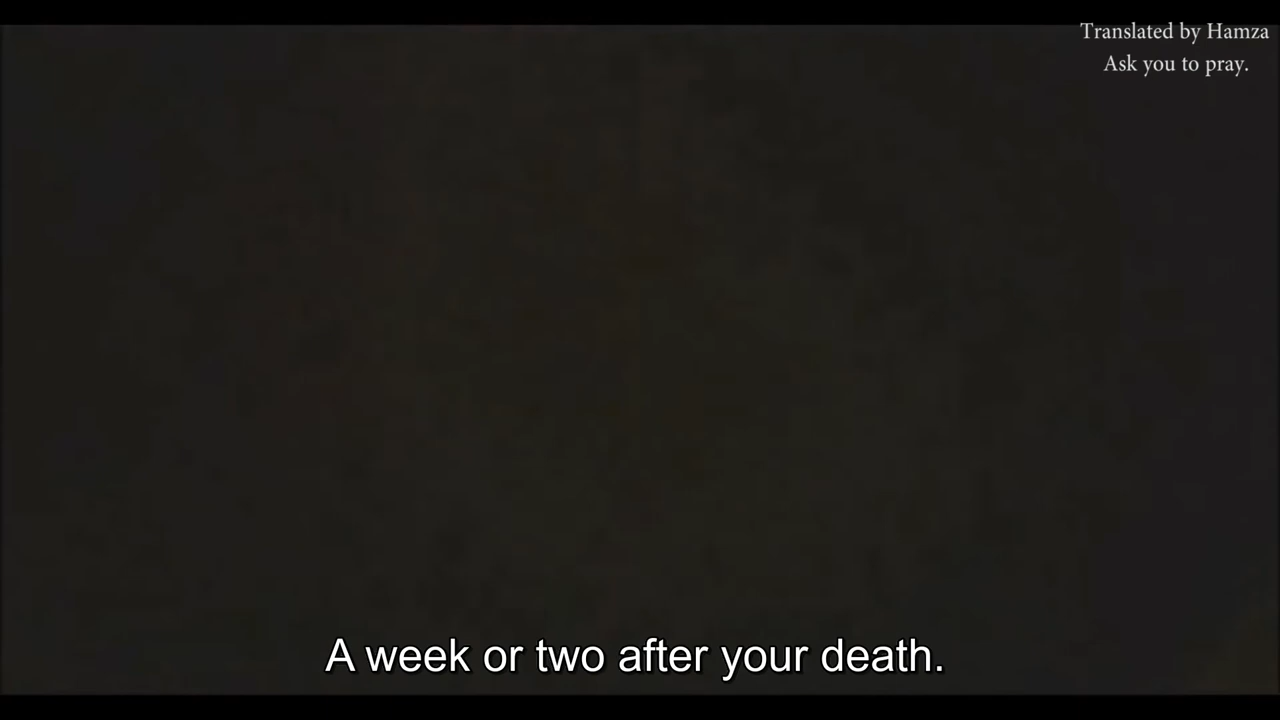 Translated by Hamza
Ask you to pray.
A week or two after your death.